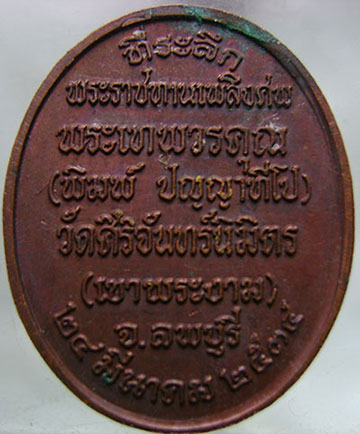 ที่ระลึก
พระราชทานเพลิงศพ
พระเทพวรคุณ
(พิมพ์ ปญฺญาทีโป)
วัดศิริจันทร์นิมิตร
(เขาพระงาม)
จ.ลพบุรี
๒๔ มีนาคม ๒๕๓๔